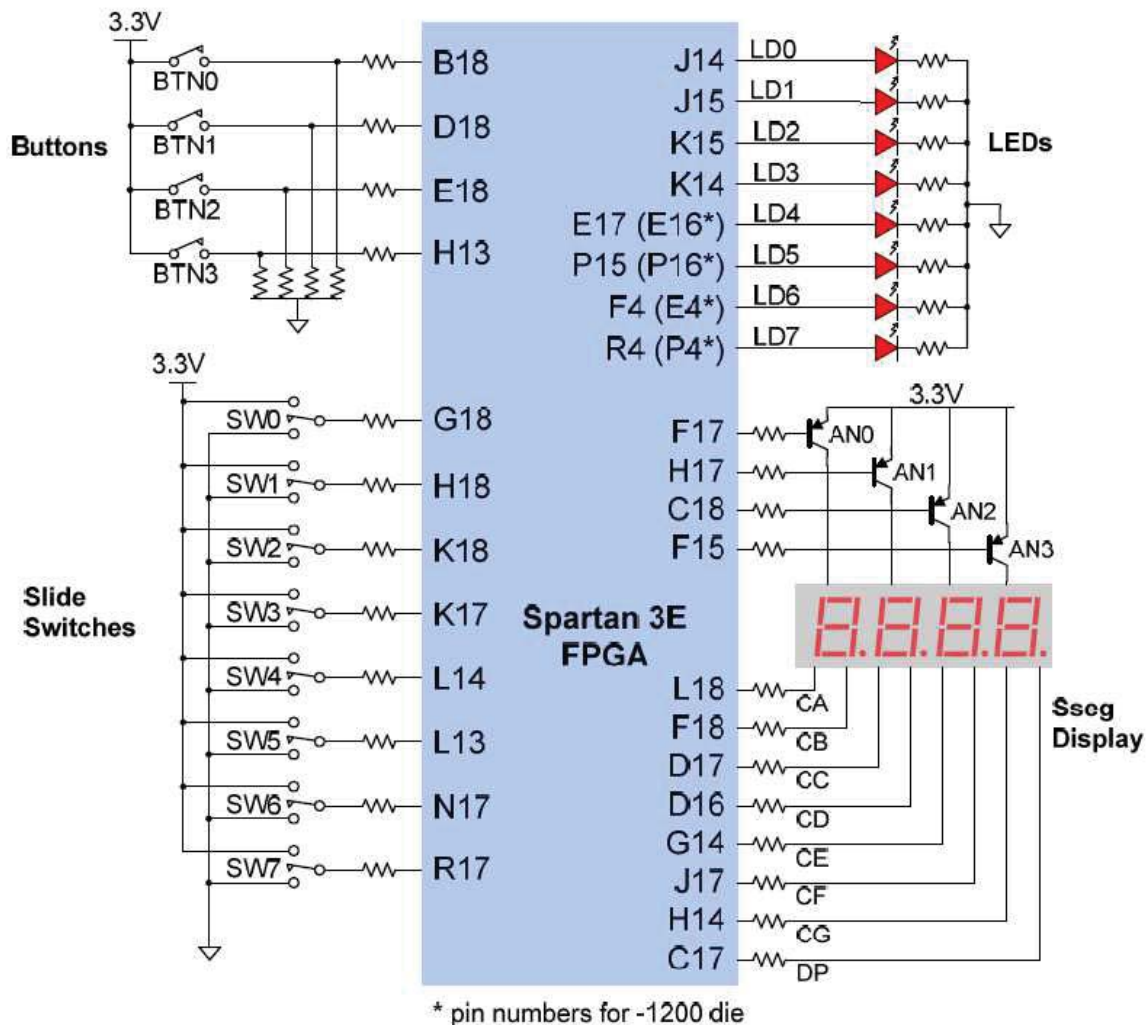 3.3V
BTN0
BTN1
BTN2
BTN3
Buttons
B18
D18
E18
H13
3.3V
SW0
SW1
SW2
SW3
SW4
SW5
SW6
SW7
Slide
Switches
G18
H18
K18
K17
L14
L13
N17
R17
Spartan 3E
FPGA
J14 LD0
J15 LD1
K15 LD2
K14 LD3
E17 (E16*) LD4
P15 (P16*) LD5
F4 (E4*) LD6
R4 (P4*) LD7
LEDs
3.3V
F17 AN0
H17 AN1
C18 AN2
F15 AN3
L18 CA
F18 CB
D17 CC
D16 CD
G14 CE
J17 CF
H14 CG
C17 DP
Sseg
Display
* pin numbers for -1200 die